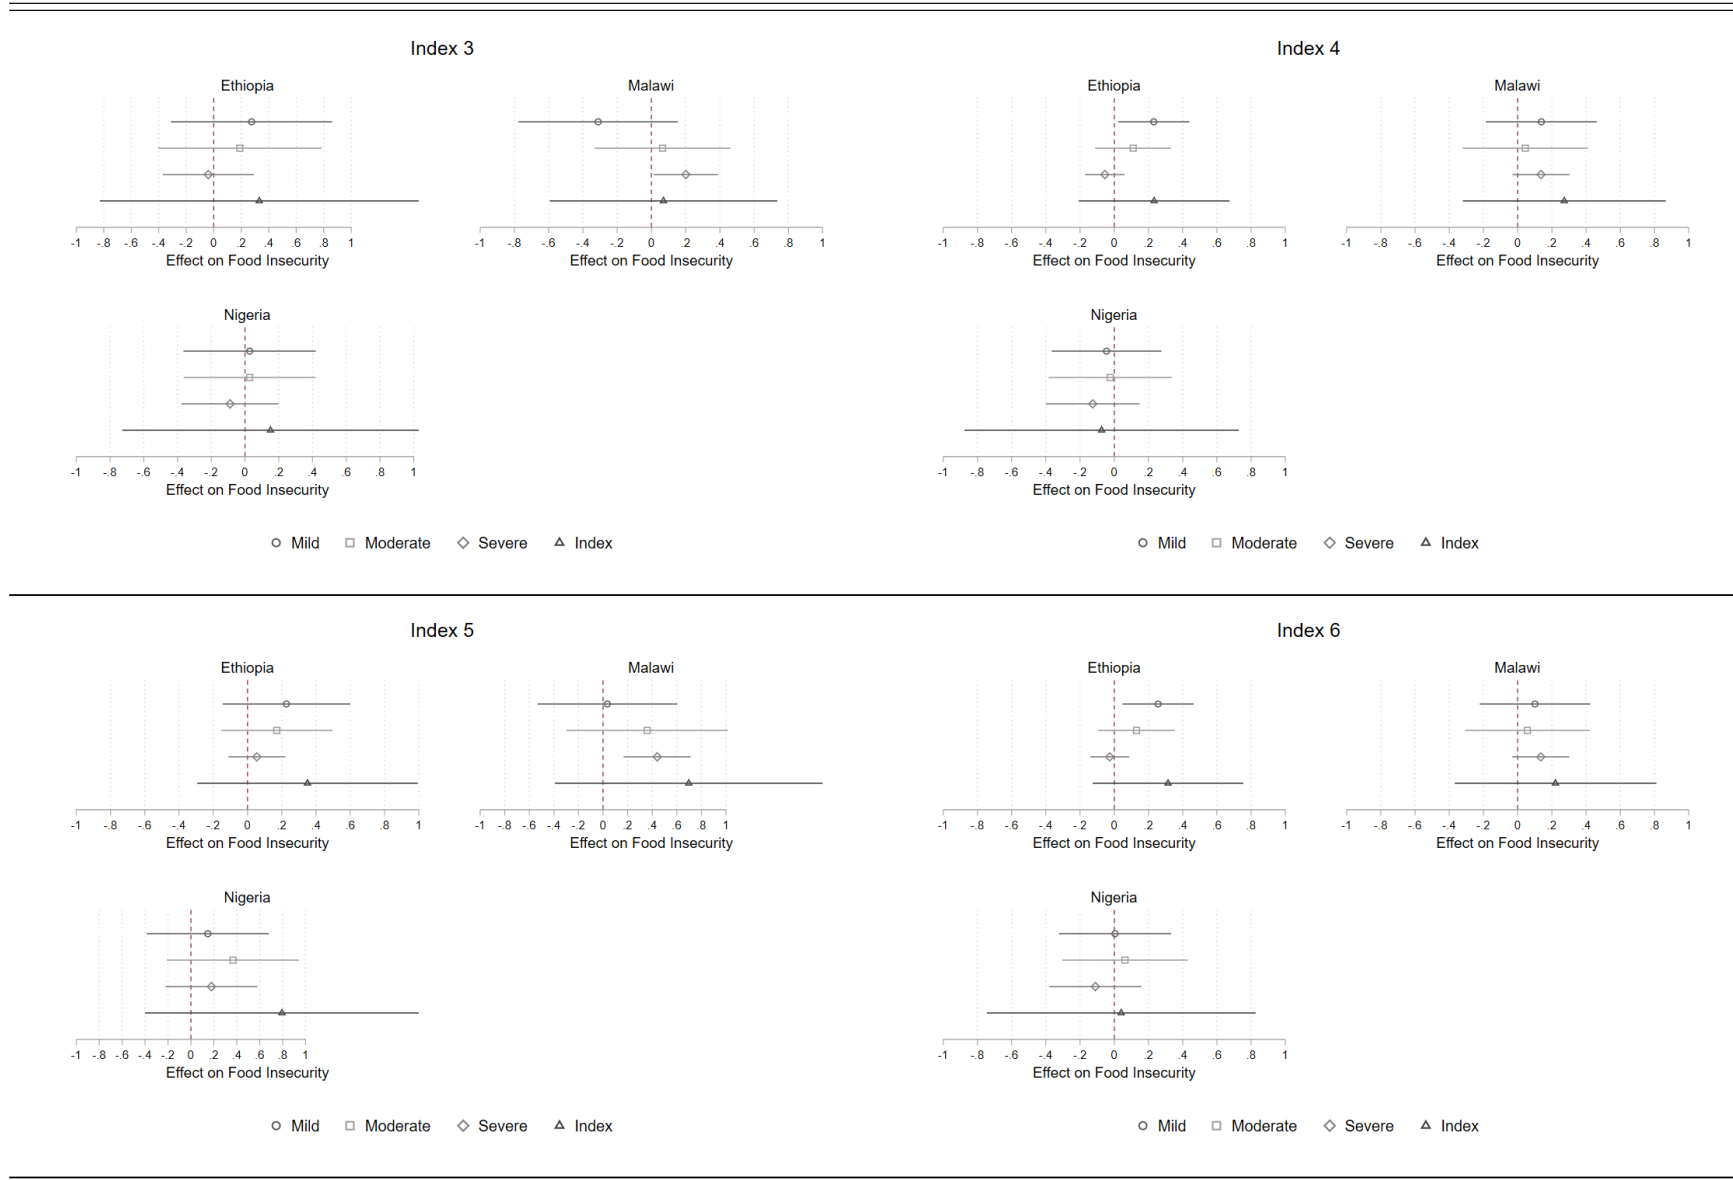 Index 3
Ethiopia
-1 -.8 -.6 -.4 -.2 0 .2 .4 .6 .8 1
Effect on Food Insecurity
Malawi
-1 -.8 -.6 -.4 -.2 0 .2 .4 .6 .8 1
Effect on Food Insecurity
Nigeria
-1 -.8 -.6 -.4 -.2 0 .2 .4 .6 .8 1
Effect on Food Insecurity
Mild Moderate Severe Index
Index 4
Ethiopia
-1 -.8 -.6 -.4 -.2 0 .2 .4 .6 .8 1
Effect on Food Insecurity
Malawi
-1 -.8 -.6 -.4 -.2 0 .2 .4 .6 .8 1
Effect on Food Insecurity
Nigeria
-1 -.8 -.6 -.4 -.2 0 .2 .4 .6 .8 1
Effect on Food Insecurity
Mild Moderate Severe Index
Index 5
Ethiopia
-1 -.8 -.6 -.4 -.2 0 .2 .4 .6 .8 1
Effect on Food Insecurity
Malawi
-1 -.8 -.6 -.4 -.2 0 .2 .4 .6 .8 1
Effect on Food Insecurity
Nigeria
-1 -.8 -.6 -.4 -.2 0 .2 .4 .6 .8 1
Effect on Food Insecurity
Mild Moderate Severe Index
Index 6
Ethiopia
-1 -.8 -.6 -.4 -.2 0 .2 .4 .6 .8 1
Effect on Food Insecurity
Malawi
-1 -.8 -.6 -.4 -.2 0 .2 .4 .6 .8 1
Effect on Food Insecurity
Nigeria
-1 -.8 -.6 -.4 -.2 0 .2 .4 .6 .8 1
Effect on Food Insecurity
Mild Moderate Severe Index